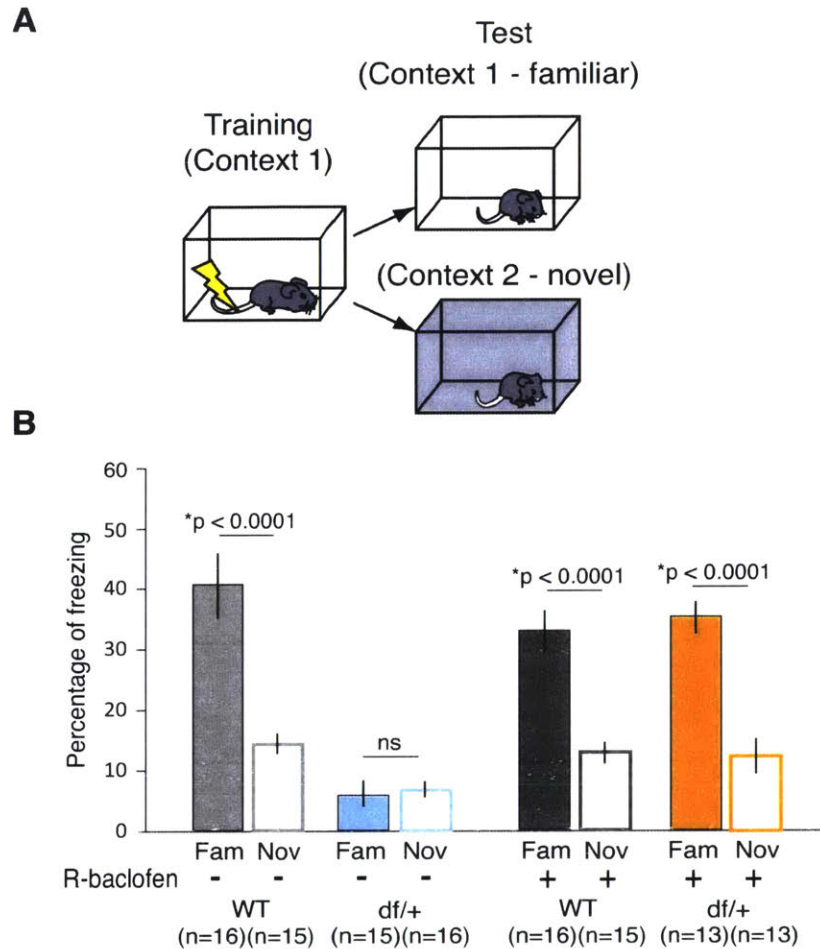 A
Test
(Context 1 - familiar)
Training
(Context 1)
(Context 2 - novel)
B
Percentage of freezing
60
50
40
30
20
10
0
*p < 0.0001
ns
*p < 0.0001
*p < 0.0001
Fam Nov Fam Nov Fam Nov Fam Nov
R-baclofen - - - - + + + +
WT df/+ WT df/+
(n=16)(n=15) (n=15)(n=16) (n=16)(n=15) (n=13)(n=13)